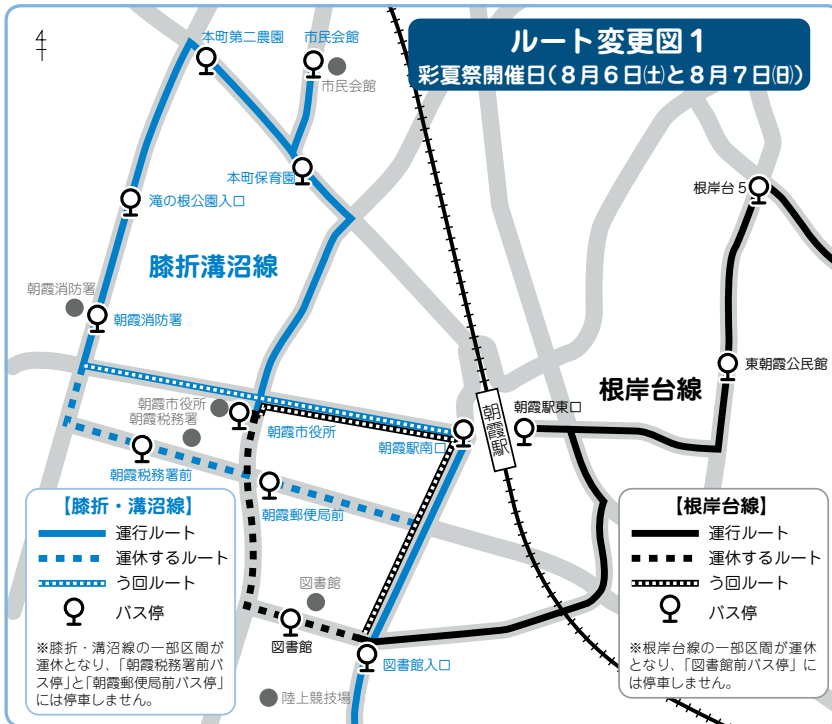 ルート変更図1
彩夏祭開催日(8月6日㈯と8月7日㈰)
4
本町第二農園
市民会館
市民会館
本町保育園
根岸台5
滝の根公園入口
膝折溝沼線
朝霞消防署
朝霞消防署
東朝霞公民館
根岸台線
朝霞市役所
朝霞税務署
朝霞市役所
朝霞駅南口
朝霞駅
朝霞駅東口
朝霞税務署前
朝霞郵便局前
図書館
図書館
図書館入口
陸上競技場
【膝折・溝沼線】
運行ルート
運休するルート
う回ルート
バス停
※膝折・溝沼線の一部区間が
運休となり、「朝霞税務署前バ
ス停」と「朝霞郵便局前バス停」
には停車しません。
【根岸台線】
運行ルート
運休するルート
う回ルート
バス停
※根岸台線の一部区間が運休
となり、「図書館前バス停」に
は停車しません。